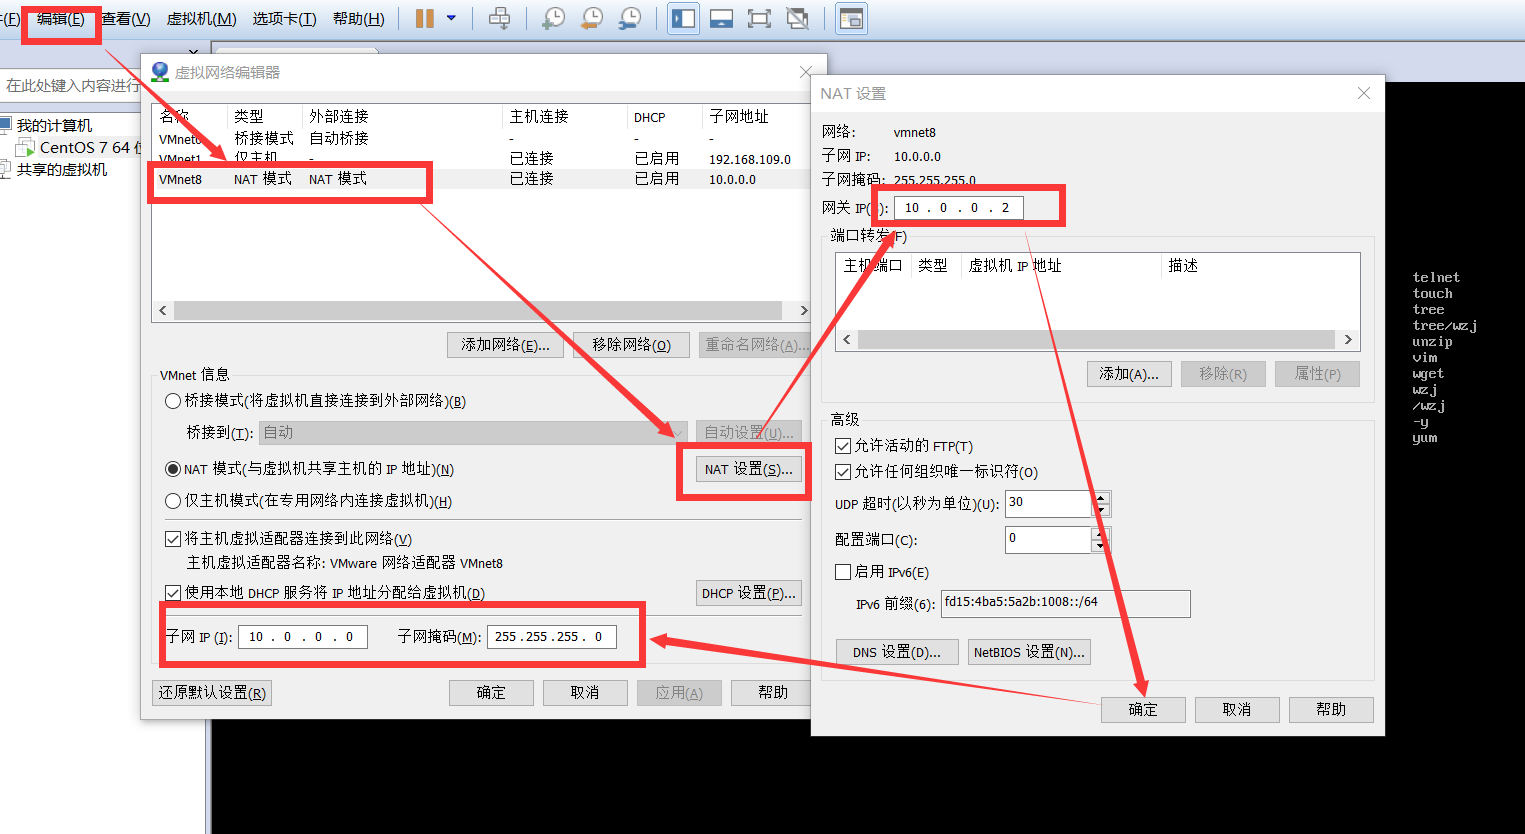 (F) 编辑(E) 查看(V) 虚拟机(M) 选项卡(T) 帮助(H)
在此处键入内容进行
我的计算机
CentOS 7 64 位
共享的虚拟机
虚拟网络编辑器
名称 类型 外部连接 主机连接 DHCP 子网地址
VMnet0 桥接模式 自动桥接 - - -
VMnet1 仅主机... - 已连接 已启用 192.168.109.0
VMnet8 NAT 模式 NAT 模式 已连接 已启用 10.0.0.0
添加网络(E)... 移除网络(O) 重命名网络(A)...
VMnet 信息
桥接模式(将虚拟机直接连接到外部网络)(B)
桥接到(T): 自动 自动设置(U)...
NAT 模式(与虚拟机共享主机的 IP 地址)(N) NAT 设置(S)...
仅主机模式(在专用网络内连接虚拟机)(H)
将主机虚拟适配器连接到此网络(V)
主机虚拟适配器名称: VMware 网络适配器 VMnet8
使用本地 DHCP 服务将 IP 地址分配给虚拟机(D) DHCP 设置(P)...
子网 IP (I): 10 . 0 . 0 . 0 子网掩码(M): 255 . 255 . 255 . 0
还原默认设置(R) 确定 取消 应用(A) 帮助
NAT 设置
网络: vmnet8
子网 IP: 10.0.0.0
子网掩码: 255.255.255.0
网关 IP( ): 10 . 0 . 0 . 2
端口转发(F)
主机端口 类型 虚拟机 IP 地址 描述
添加(A)... 移除(R) 属性(P)
高级
允许活动的 FTP(T)
允许任何组织唯一标识符(O)
UDP 超时(以秒为单位)(U): 30
配置端口(C): 0
启用 IPv6(E)
IPv6 前缀(6): fd15:4ba5:5a2b:1008::/64
DNS 设置(D)... NetBIOS 设置(N)...
确定 取消 帮助
telnet
touch
tree
tree/wzj
unzip
vim
wget
wzj
/wzj
-y
yum